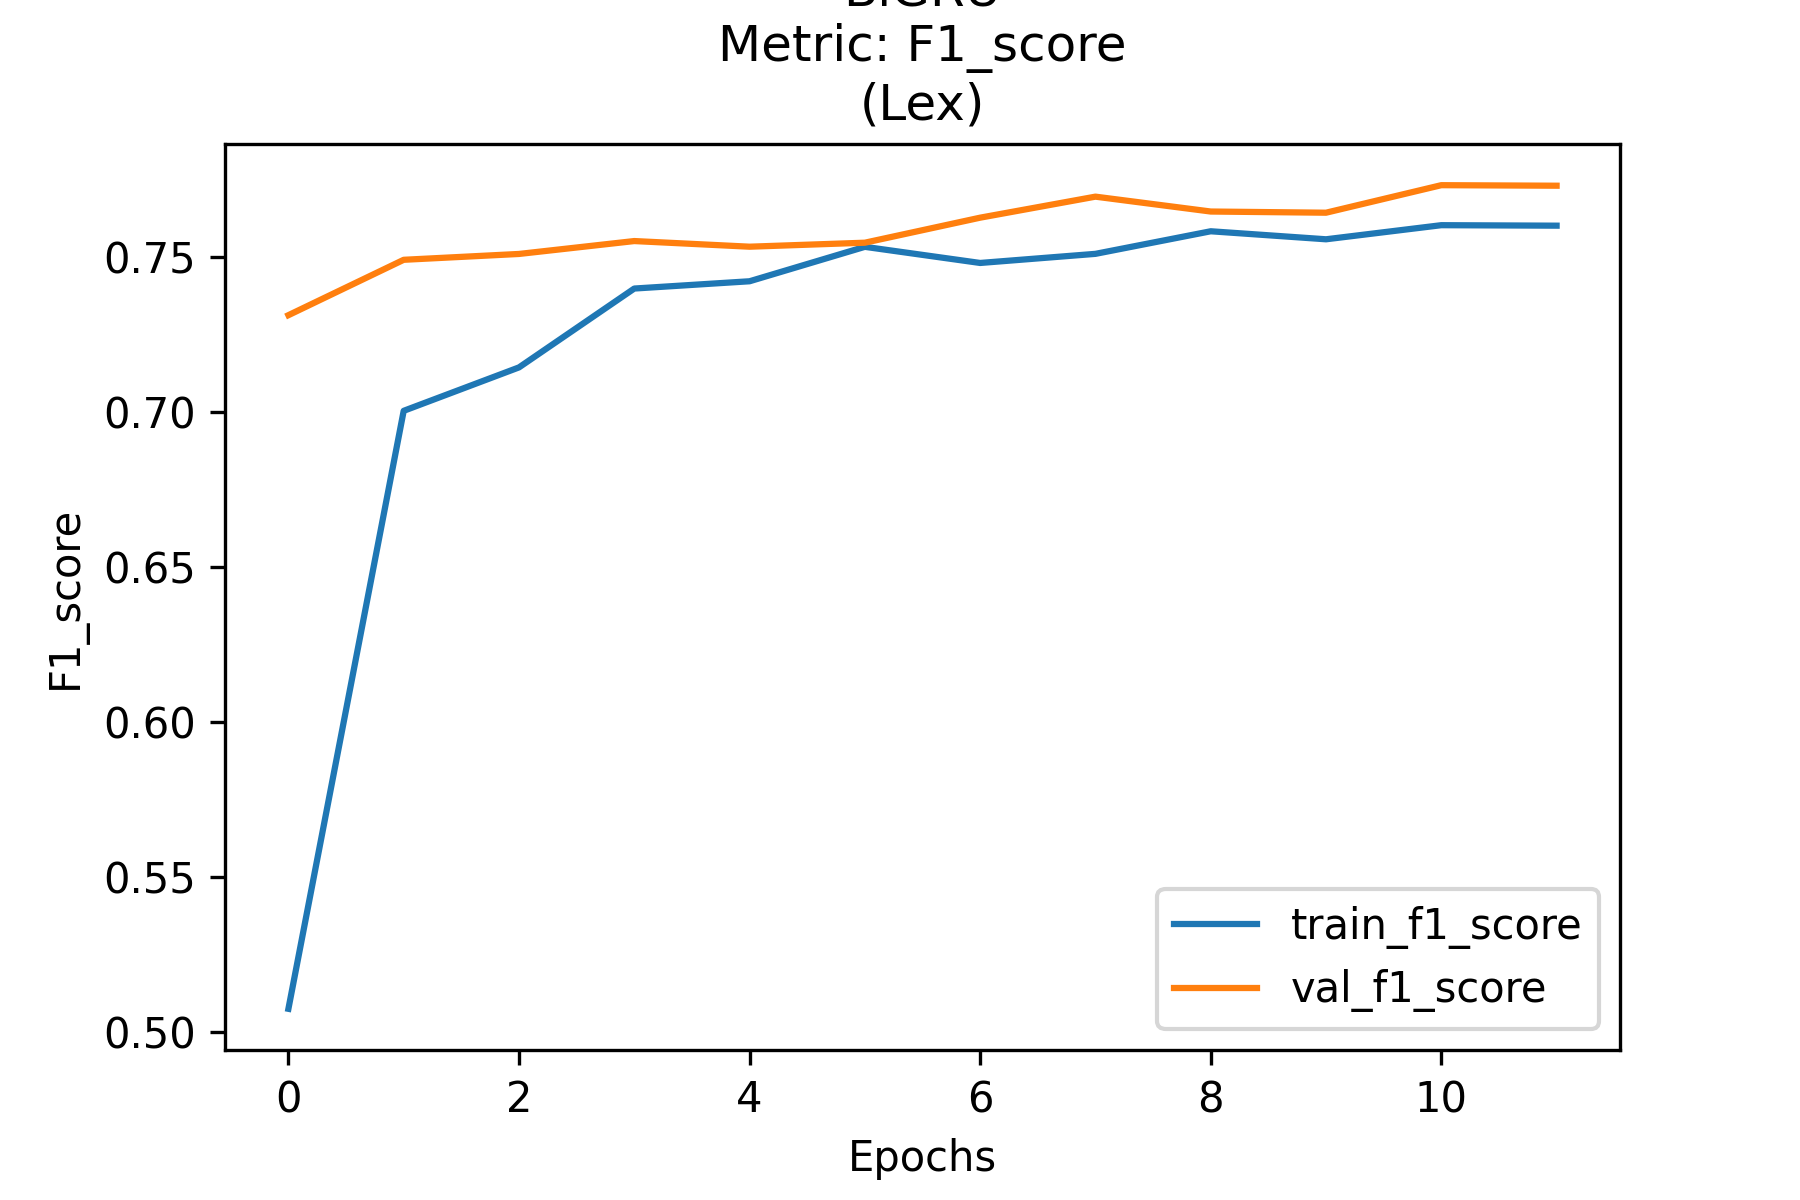 BiGRU
Metric: F1_score
(Lex)
0.75
0.70
0.65
0.60
0.55
0.50
F1_score
train_f1_score
val_f1_score
0 2 4 6 8 10
Epochs